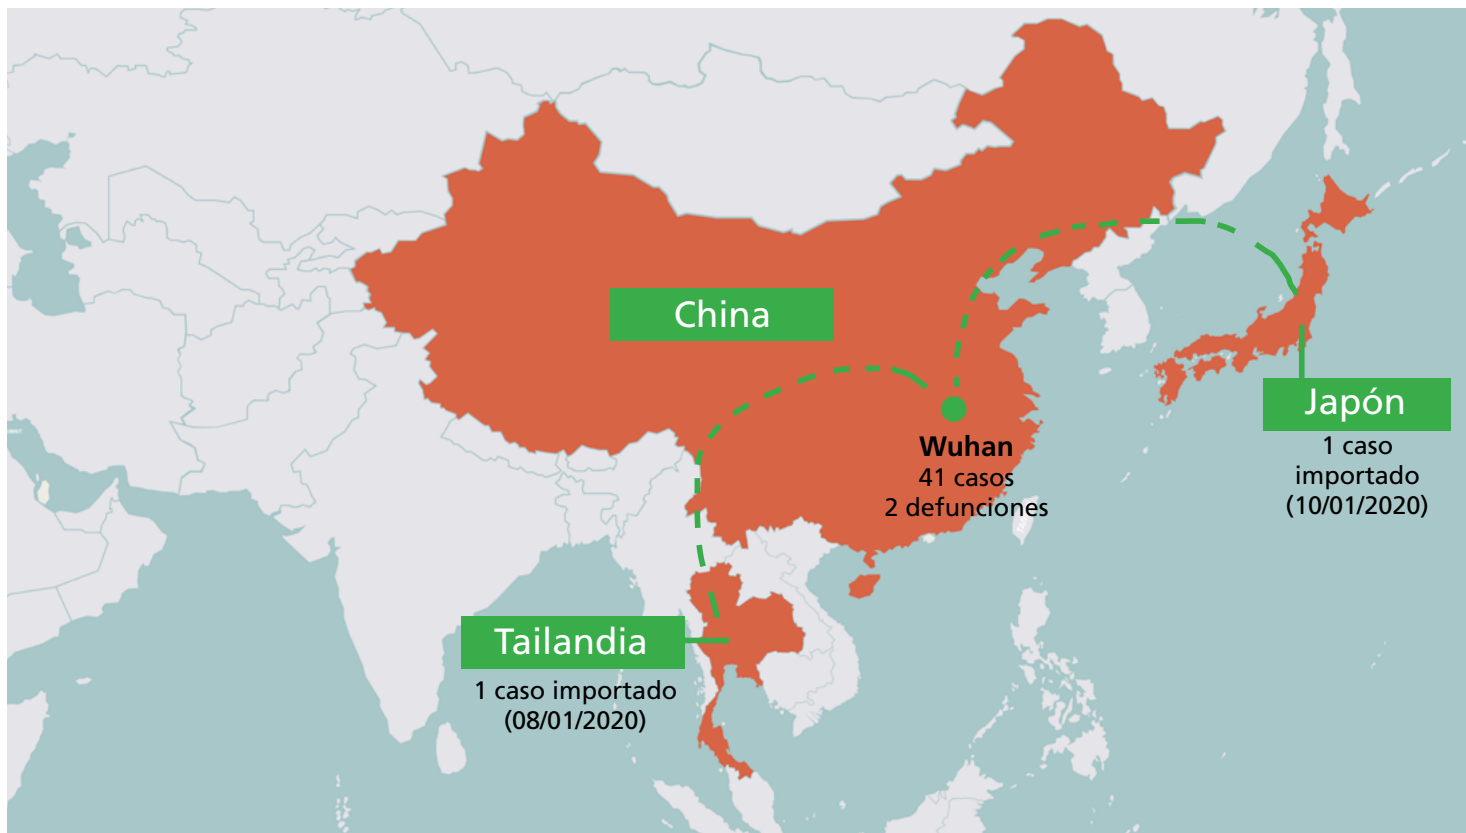 China
Wuhan
41 casos
2 defunciones
Japón
1 caso
importado
(10/01/2020)
Tailandia
1 caso importado
(08/01/2020)